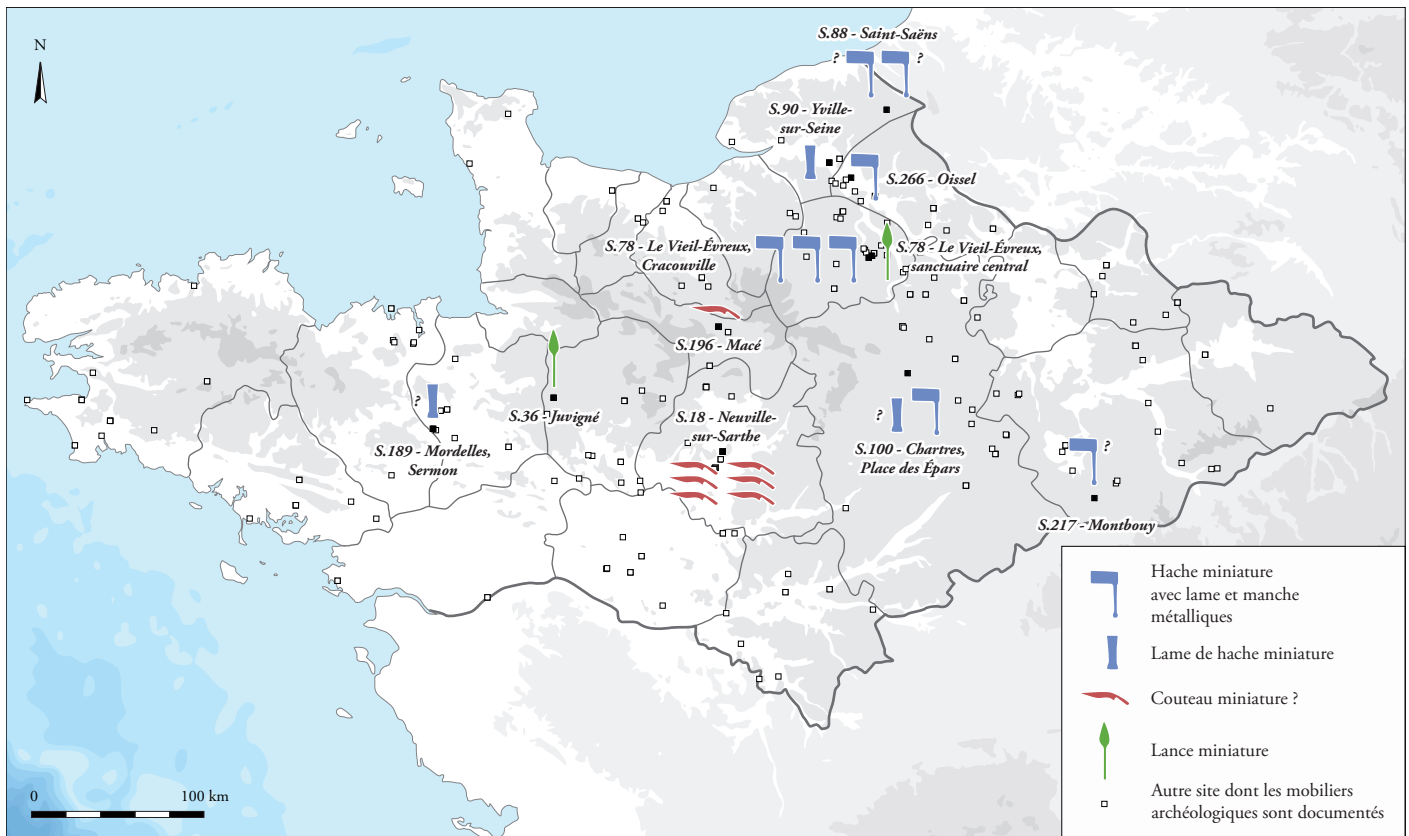 N
S.88 - Saint-Saëns
?
?
S.90 - Yville-
sur-Seine
S.266 - Oissel
S.78 - Le Vieil-Évreux,
Cracouville
S.78 - Le Vieil-Évreux,
sanctuaire central
S.196 - Macé
S.36 - Juvigné
?
S.189 - Mordelles,
Sermon
S.18 - Neuville-
sur-Sarthe
?
S.100 - Chartres,
Place des Épars
?
S.217 - Montbouy
Hache miniature
avec lame et manche
métalliques
Lame de hache miniature
Couteau miniature ?
Lance miniature
Autre site dont les mobiliers
archéologiques sont documentés
0
100 km